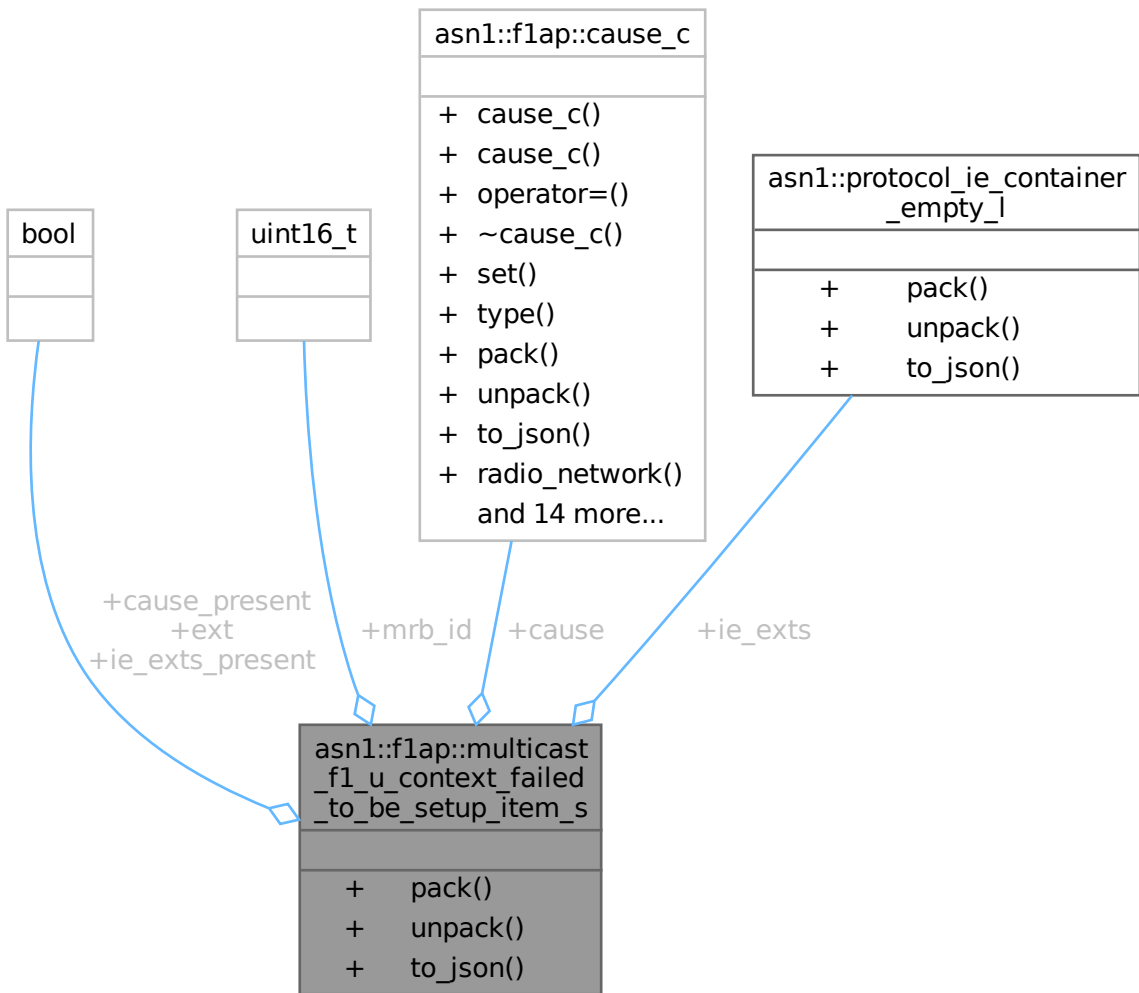 asn1::f1ap::cause_c
+ cause_c()
+ cause_c()
+ operator=()
+ ~cause_c()
+ set()
+ type()
+ pack()
+ unpack()
+ to_json()
+ radio_network()
and 14 more...
asn1::protocol_ie_container
_empty_l
+ pack()
+ unpack()
+ to_json()
bool
uint16_t
+cause_present
+ext
+ie_exts_present
+mrb_id
+cause
+ie_exts
asn1::f1ap::multicast
_f1_u_context_failed
_to_be_setup_item_s
+ pack()
+ unpack()
+ to_json()